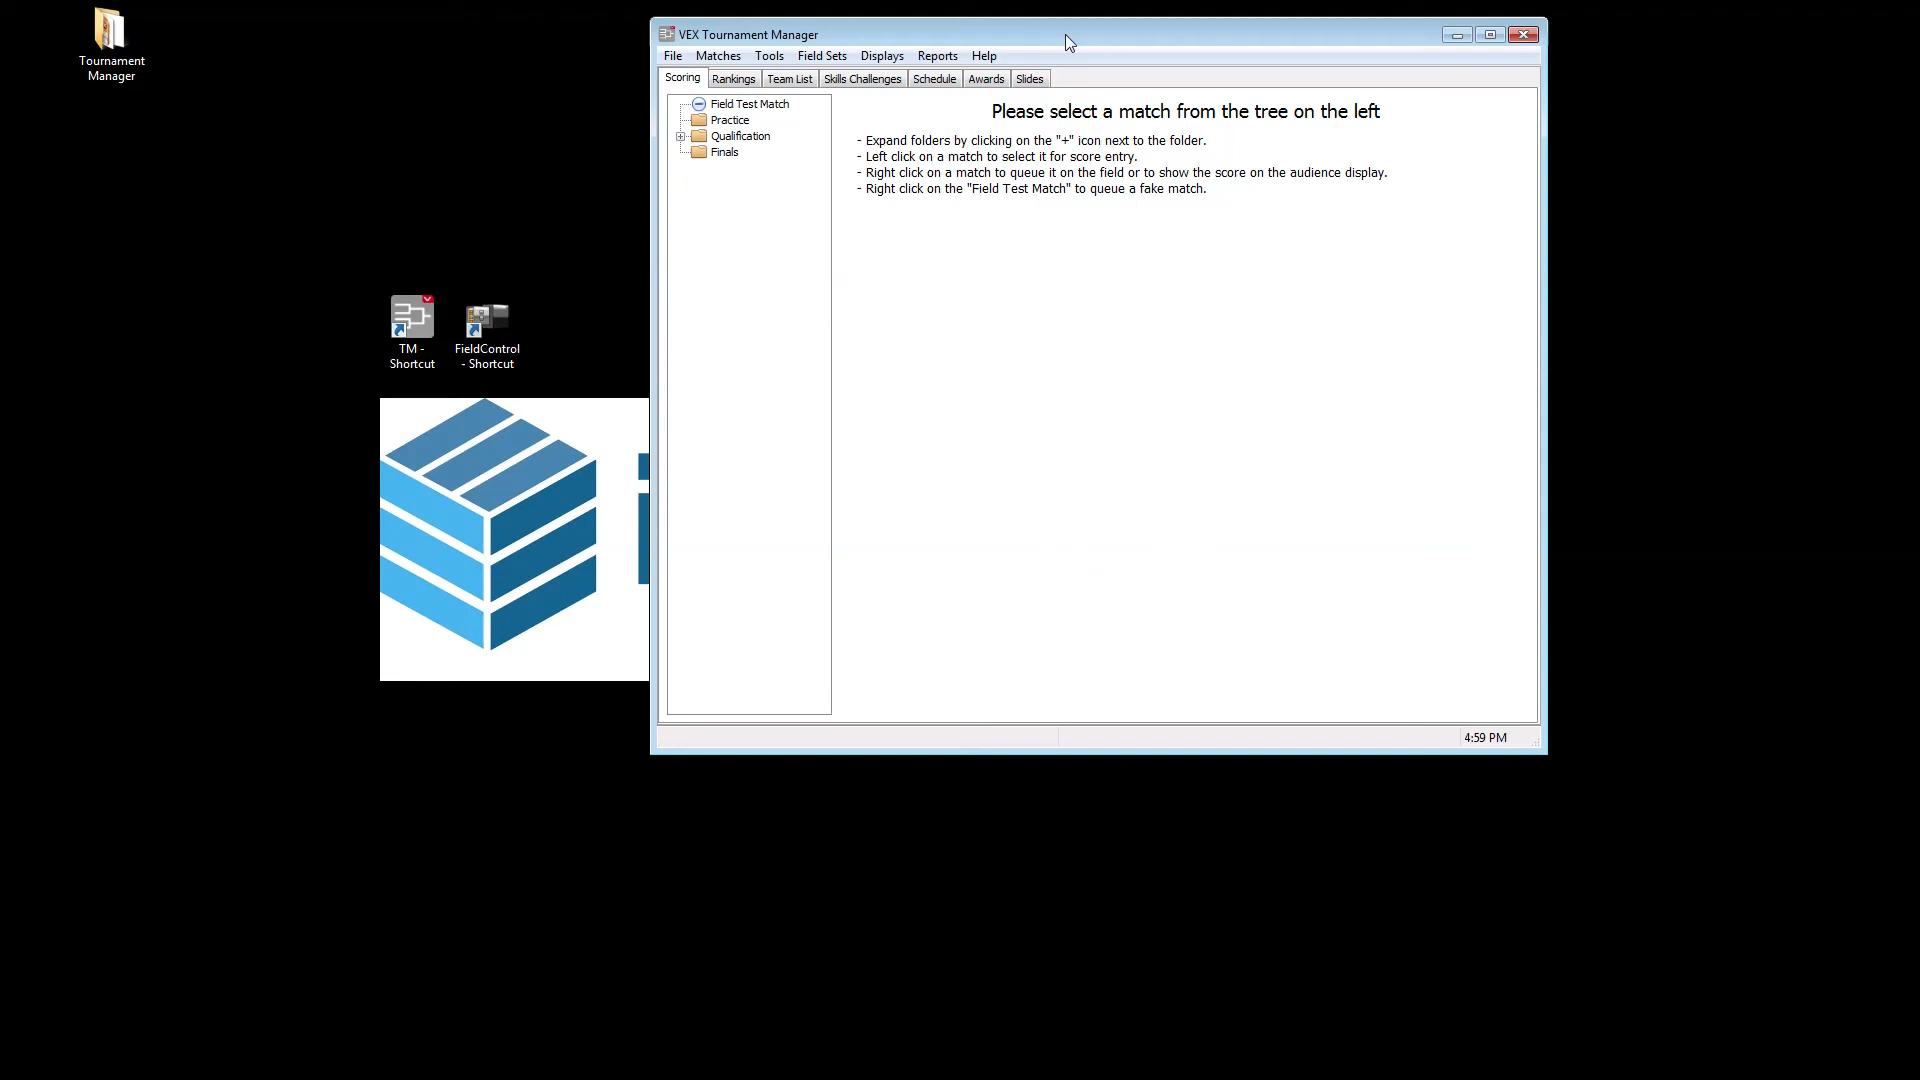 Tournament
Manager
TM -
Shortcut
FieldControl
- Shortcut
VEX Tournament Manager
File Matches Tools Field Sets Displays Reports Help
Scoring Rankings Team List Skills Challenges Schedule Awards Slides
Field Test Match
Practice
Qualification
Finals
Please select a match from the tree on the left
- Expand folders by clicking on the "+" icon next to the folder.
- Left click on a match to select it for score entry.
- Right click on a match to queue it on the field or to show the score on the audience display.
- Right click on the "Field Test Match" to queue a fake match.
4:59 PM